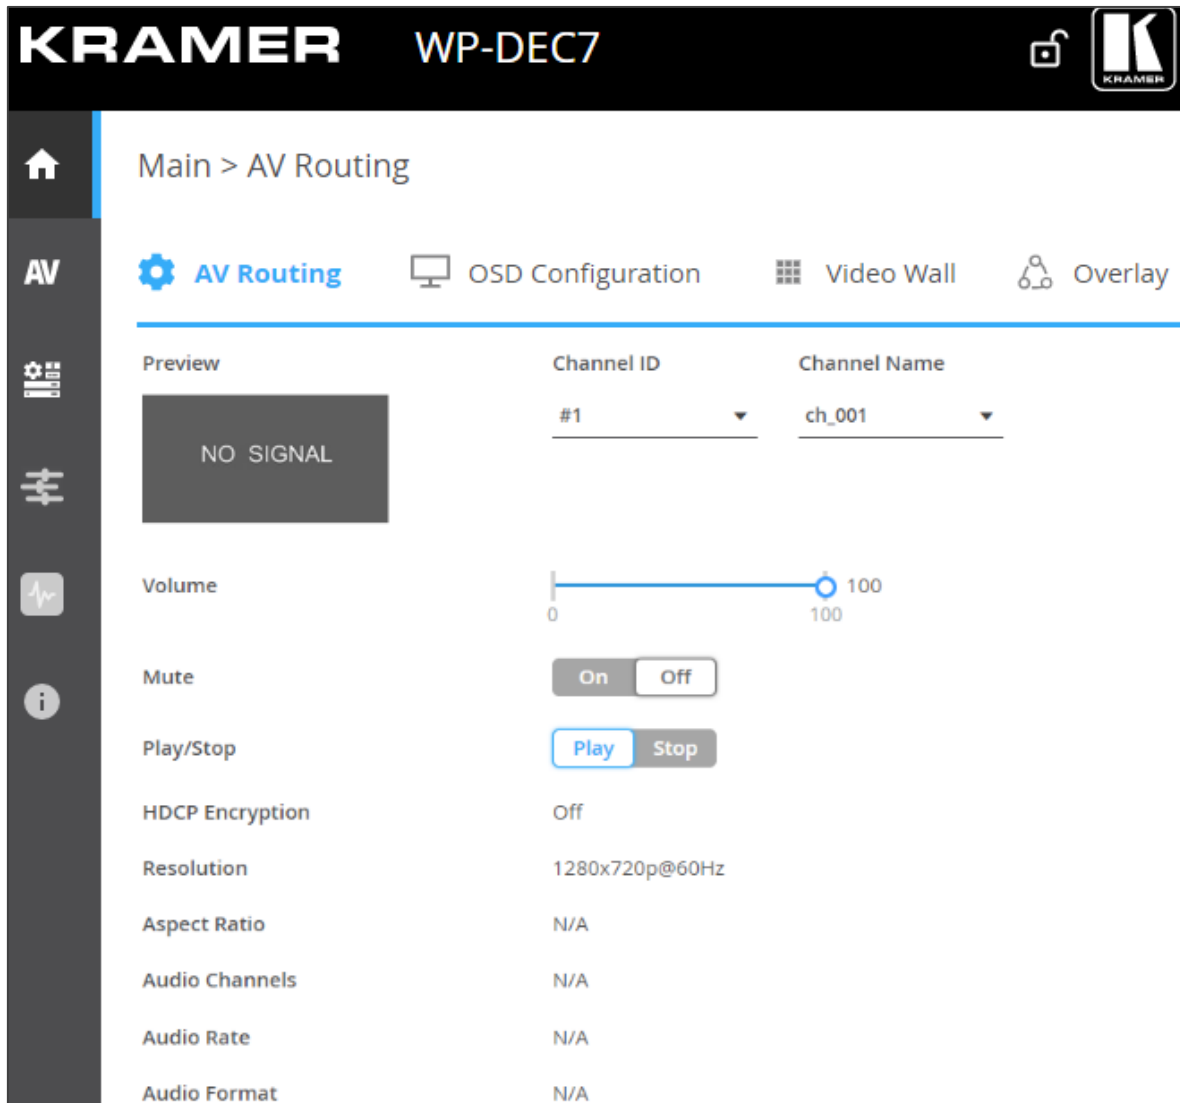 KRAMER WP-DEC7
KRAMER
Main > AV Routing
AV
AV Routing OSD Configuration Video Wall Overlay
Preview Channel ID Channel Name
#1 ch_001
NO SIGNAL
Volume 100
0 100
Mute On Off
Play/Stop Play Stop
HDCP Encryption Off
Resolution 1280x720p@60Hz
Aspect Ratio N/A
Audio Channels N/A
Audio Rate N/A
Audio Format N/A